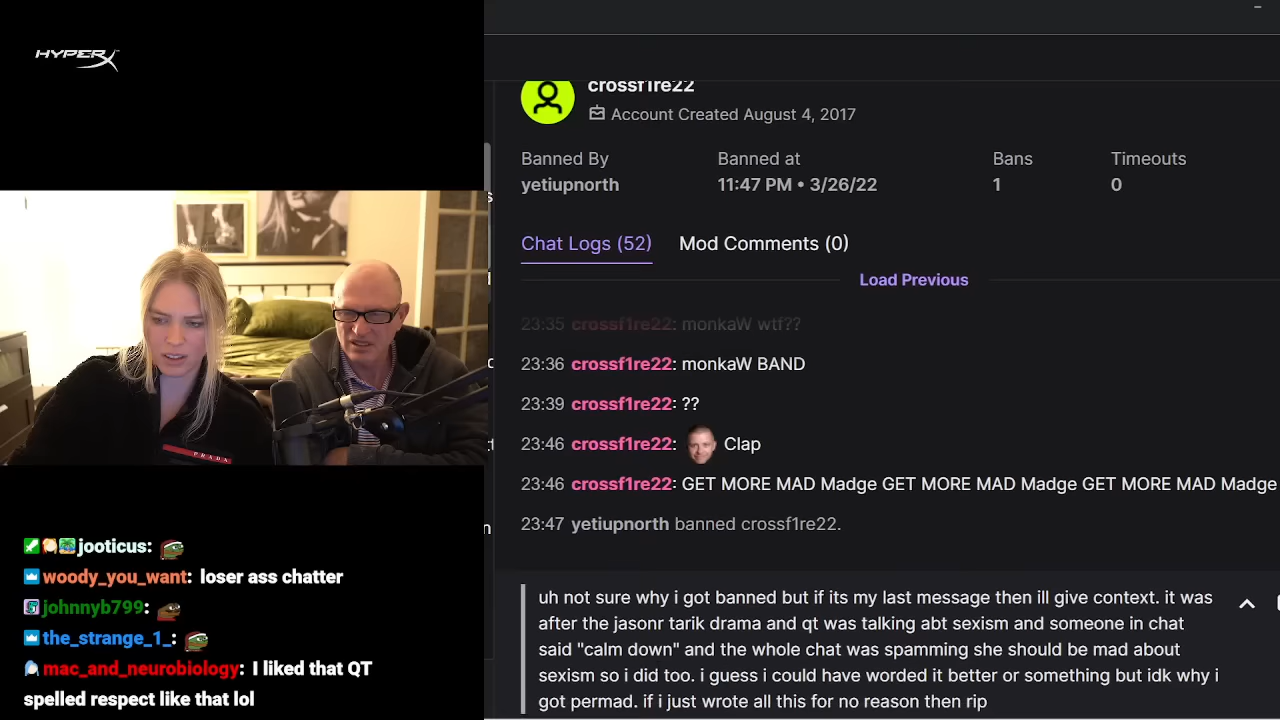 HYPERX
crossf1re22
Account Created August 4, 2017
Banned By
Banned at
Bans
Timeouts
yetiupnorth
11:47 PM • 3/26/22
1
0
Chat Logs (52)
Mod Comments (0)
Load Previous
23:35 crossf1re22: monkaW wtf??
23:36 crossf1re22: monkaW BAND
23:39 crossf1re22: ??
23:46 crossf1re22: Clap
23:46 crossf1re22: GET MORE MAD Madge GET MORE MAD Madge GET MORE MAD Madge
23:47 yetiupnorth banned crossf1re22.
uh not sure why i got banned but if its my last message then ill give context. it was
after the jasonr tarik drama and qt was talking abt sexism and someone in chat
said "calm down" and the whole chat was spamming she should be mad about
sexism so i did too. i guess i could have worded it better or something but idk why i
got permad. if i just wrote all this for no reason then rip
PRADA
jooticus:
woody_you_want: loser ass chatter
johnnyb799:
the_strange_1_:
mac_and_neurobiology: I liked that QT
spelled respect like that lol